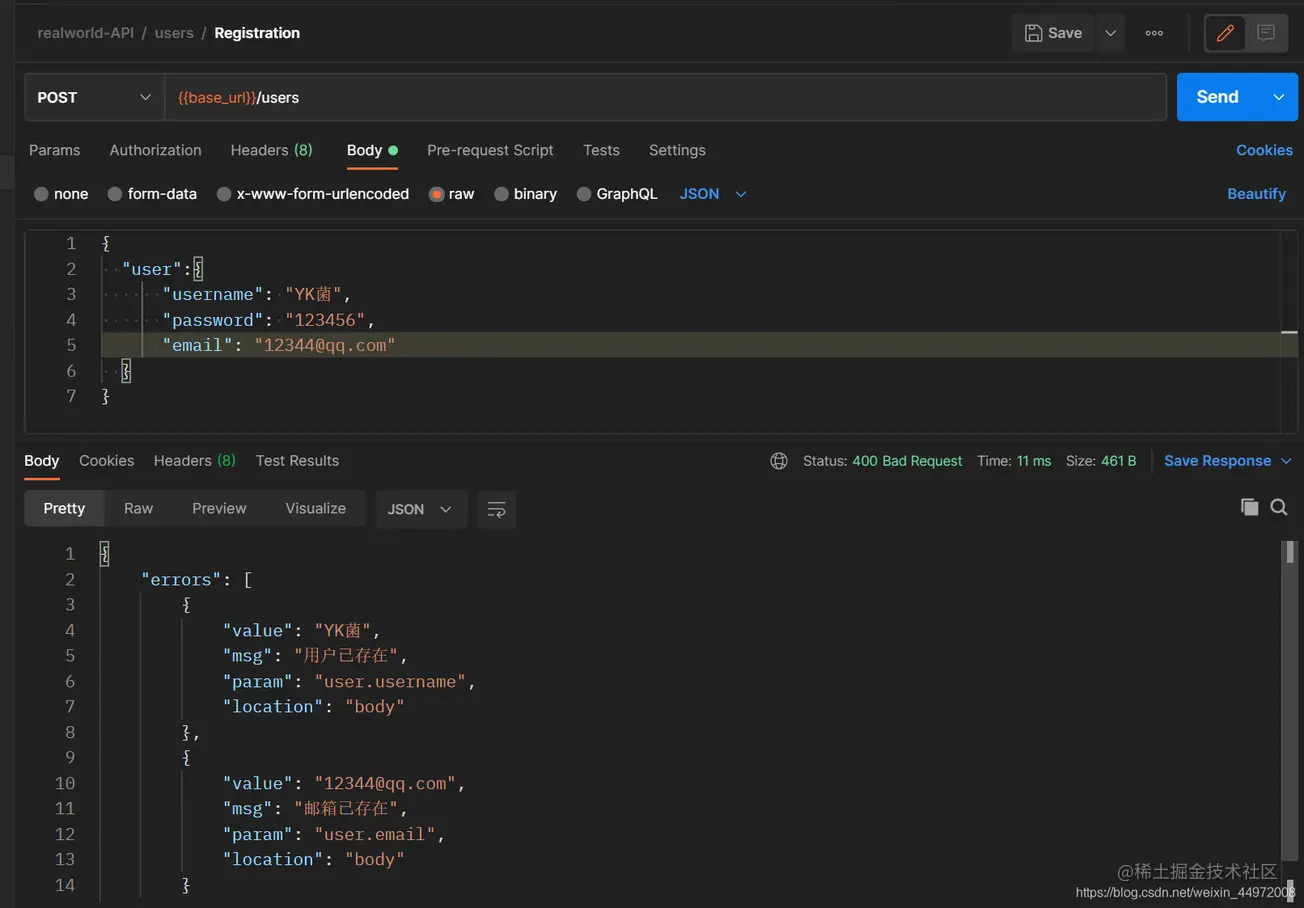 realworld-API / users / Registration
Save
POST
{{base_url}}/users
Send
Params Authorization Headers (8) Body Pre-request Script Tests Settings Cookies
none form-data x-www-form-urlencoded raw binary GraphQL JSON Beautify
1 {
2 "user":{
3 "username": "YK菌",
4 "password": "123456",
5 "email": "12344@qq.com"
6 }
7 }
Body Cookies Headers (8) Test Results Status: 400 Bad Request Time: 11 ms Size: 461 B Save Response
Pretty Raw Preview Visualize JSON
1 {
2 "errors": [
3 {
4 "value": "YK菌",
5 "msg": "用户已存在",
6 "param": "user.username",
7 "location": "body"
8 },
9 {
10 "value": "12344@qq.com",
11 "msg": "邮箱已存在",
12 "param": "user.email",
13 "location": "body"
14 }
@稀土掘金技术社区
https://blog.csdn.net/weixin_44972008